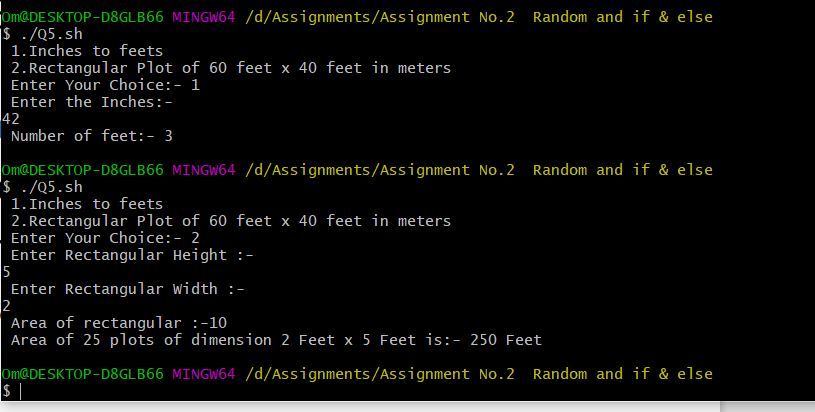 Om@DESKTOP-D8GLB66 MINGW64 /d/Assignments/Assignment No.2  Random and if & else
$ ./Q5.sh
 1.Inches to feets
 2.Rectangular Plot of 60 feet x 40 feet in meters
 Enter Your Choice:- 1
 Enter the Inches:-
42
 Number of feet:- 3
Om@DESKTOP-D8GLB66 MINGW64 /d/Assignments/Assignment No.2  Random and if & else
$ ./Q5.sh
 1.Inches to feets
 2.Rectangular Plot of 60 feet x 40 feet in meters
 Enter Your Choice:- 2
 Enter Rectangular Height :-
5
 Enter Rectangular Width :-
2
 Area of rectangular :-10
 Area of 25 plots of dimension 2 Feet x 5 Feet is:- 250 Feet
Om@DESKTOP-D8GLB66 MINGW64 /d/Assignments/Assignment No.2  Random and if & else
$